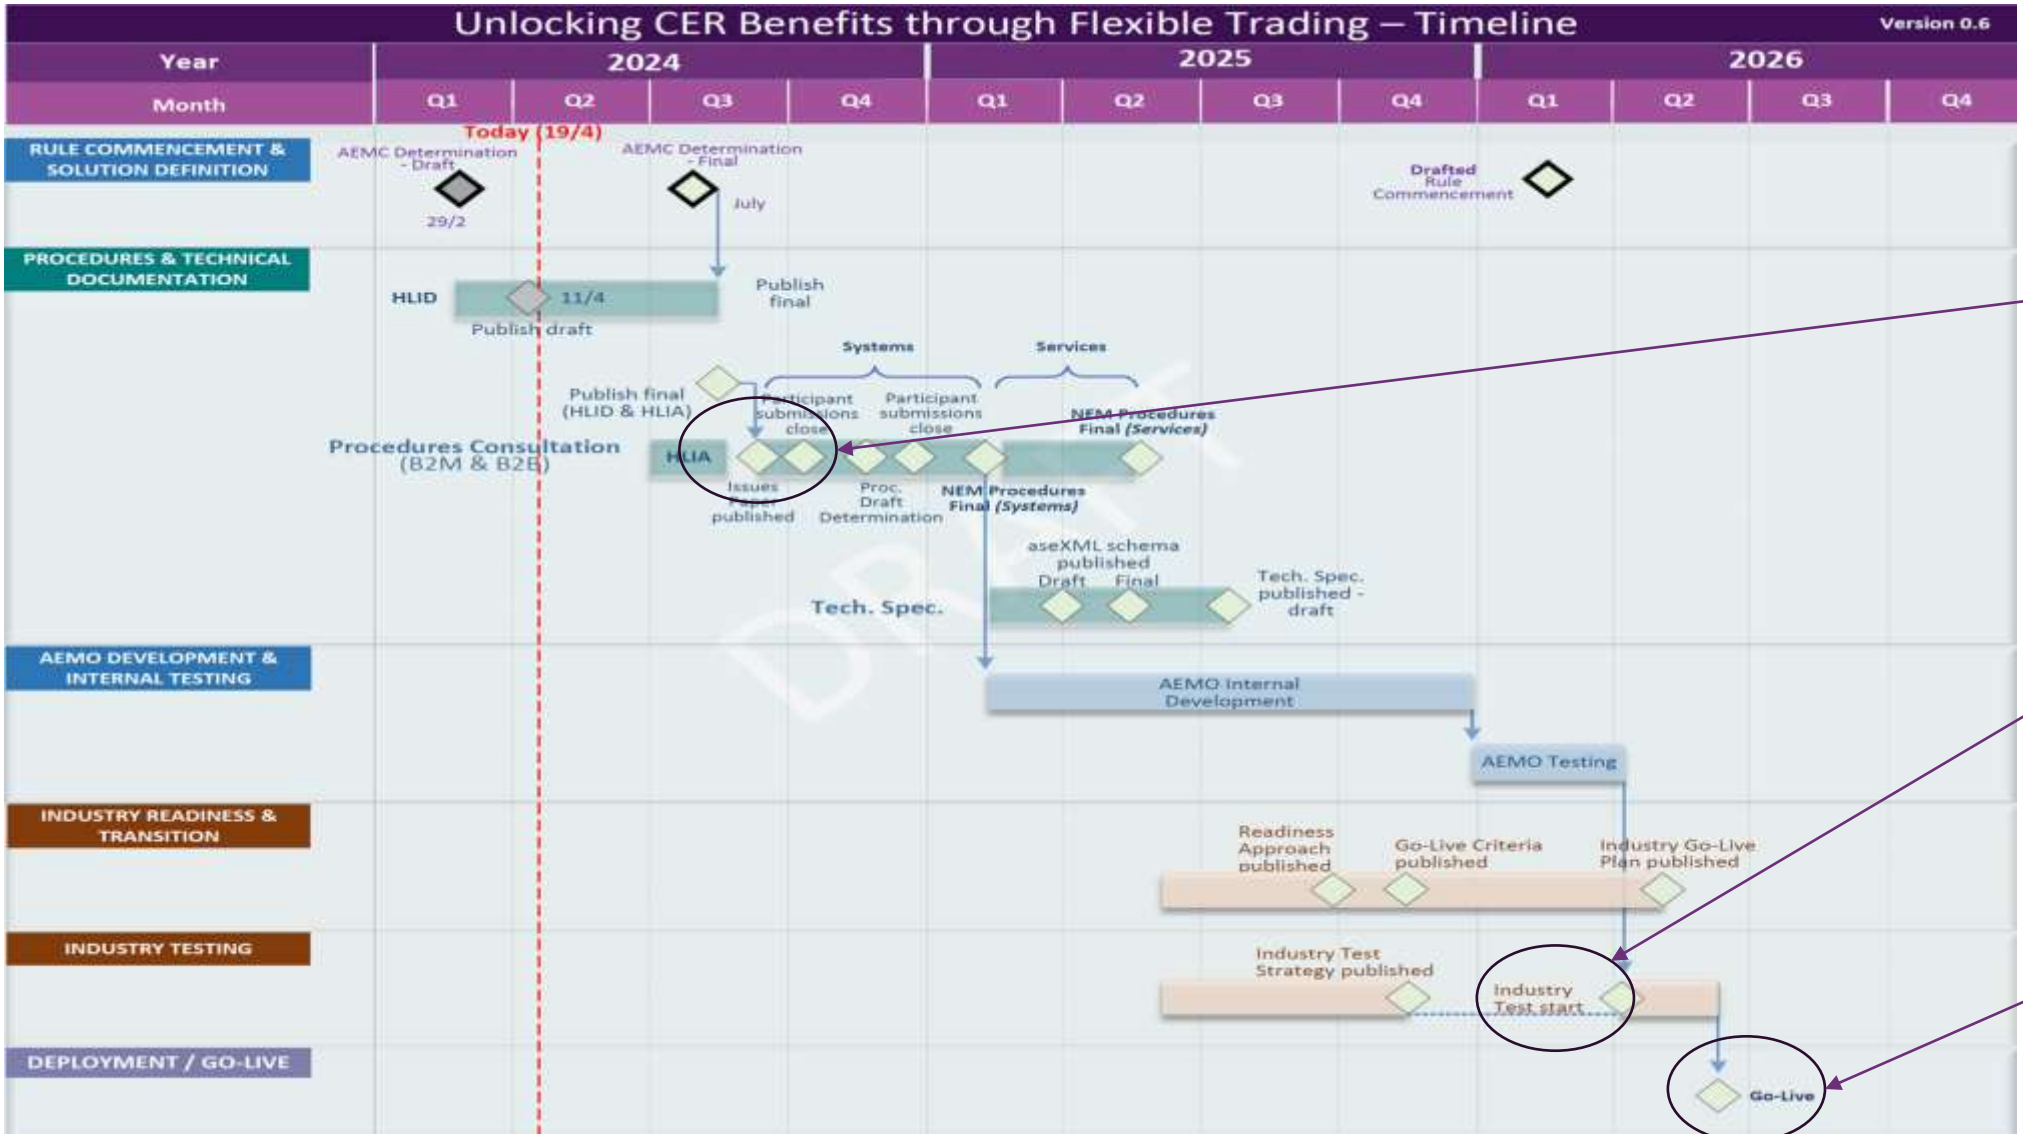 Unlocking CER Benefits through Flexible Trading – Timeline
Version 0.6
Year
2024
2025
2026
Month
Q1
Q2
Q3
Q4
Q1
Q2
Q3
Q4
Q1
Q2
Q3
Q4
Today (19/4)
RULE COMMENCEMENT &
SOLUTION DEFINITION
AEMC Determination
- Draft
29/2
AEMC Determination
- Final
July
Drafted
Rule
Commencement
PROCEDURES & TECHNICAL
DOCUMENTATION
HLID
11/4
Publish draft
Publish
final
Systems
Services
Publish final
(HLID & HLIA)
Participant
submissions
close
Participant
submissions
close
NEM Procedures
Final (Services)
Procedures Consultation
(B2M & B2B)
HLIA
Issues
Paper
published
Proc.
Draft
Determination
NEM Procedures
Final (Systems)
aseXML schema
published
Draft
Final
Tech. Spec.
Tech. Spec.
published -
draft
DRAFT
AEMO DEVELOPMENT &
INTERNAL TESTING
AEMO Internal
Development
AEMO Testing
INDUSTRY READINESS &
TRANSITION
Readiness
Approach
published
Go-Live Criteria
published
Industry Go-Live
Plan published
INDUSTRY TESTING
Industry Test
Strategy published
Industry
Test start
DEPLOYMENT / GO-LIVE
Go-Live